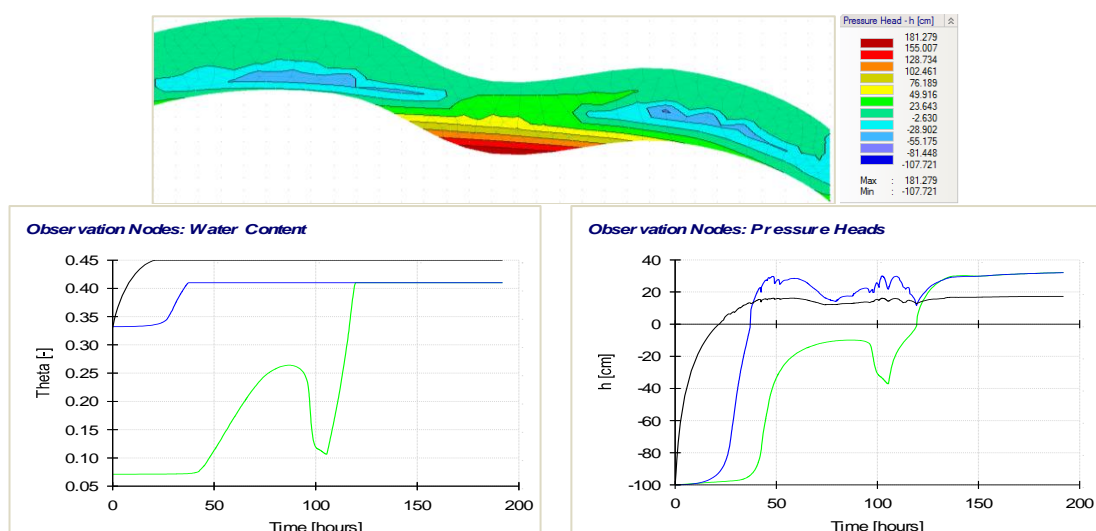 Pressure Head - h [cm]
181.279
155.007
128.734
102.461
76.189
49.916
23.643
-2.630
-28.902
-55.175
-81.448
-107.721
Max : 181.279
Min : -107.721
Observation Nodes: Water Content
0.45
0.40
0.35
0.30
0.25
0.20
0.15
0.10
0.05
Theta [-]
0 50 100 150 200
Time [hours]
Observation Nodes: Pressure Heads
40
20
0
-20
-40
-60
-80
-100
h [cm]
0 50 100 150 200
Time [hours]